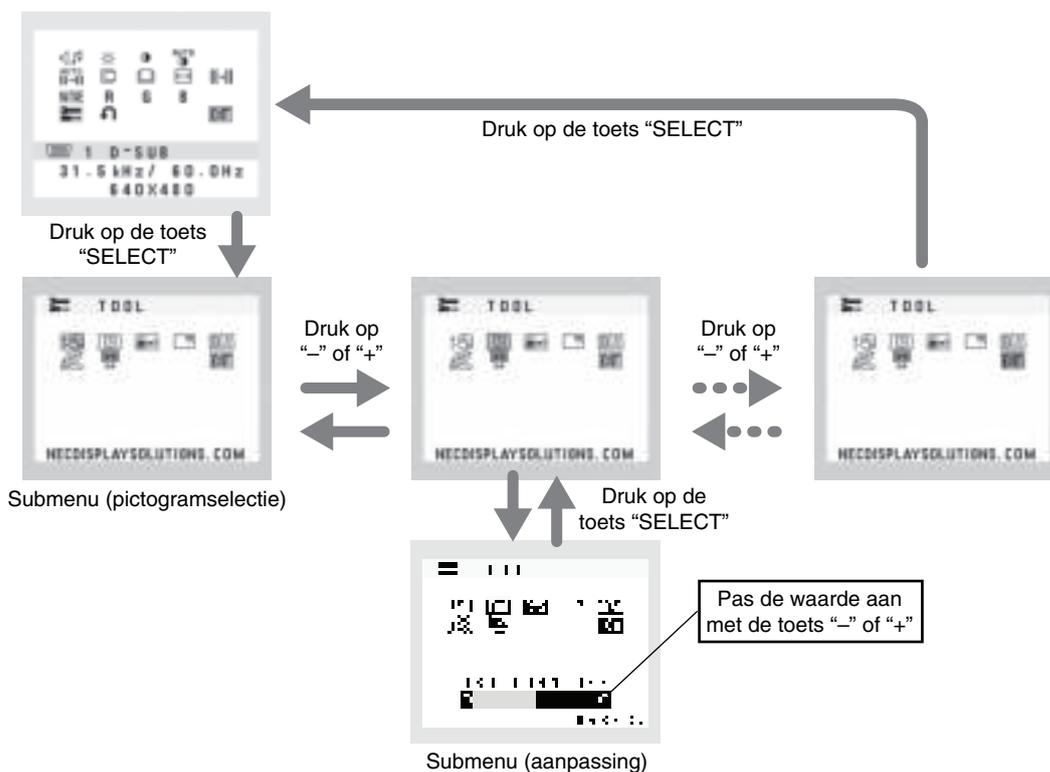 NTAA
R G B
EXIT
1 D-SUB
31.5kHz/ 60.0Hz
640X480
Druk op de toets “SELECT”
Druk op de toets
“SELECT”
TOOL
NECDISPLAYSOLUTIONS.COM
Submenu (pictogramselectie)
Druk op
“–” of “+”
TOOL
NECDISPLAYSOLUTIONS.COM
Druk op
“–” of “+”
TOOL
NECDISPLAYSOLUTIONS.COM
Druk op de
toets “SELECT”
Pas de waarde aan
met de toets “–” of “+”
Submenu (aanpassing)